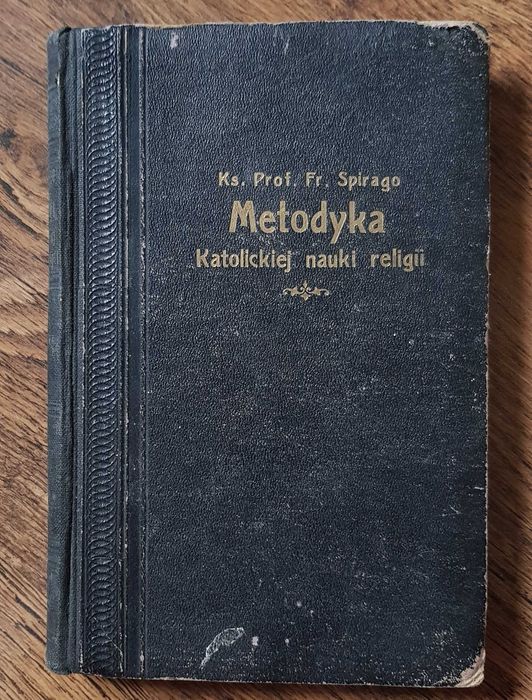 Ks. Prof. Fr. Spirago
Metodyka
Katolickiej nauki religii